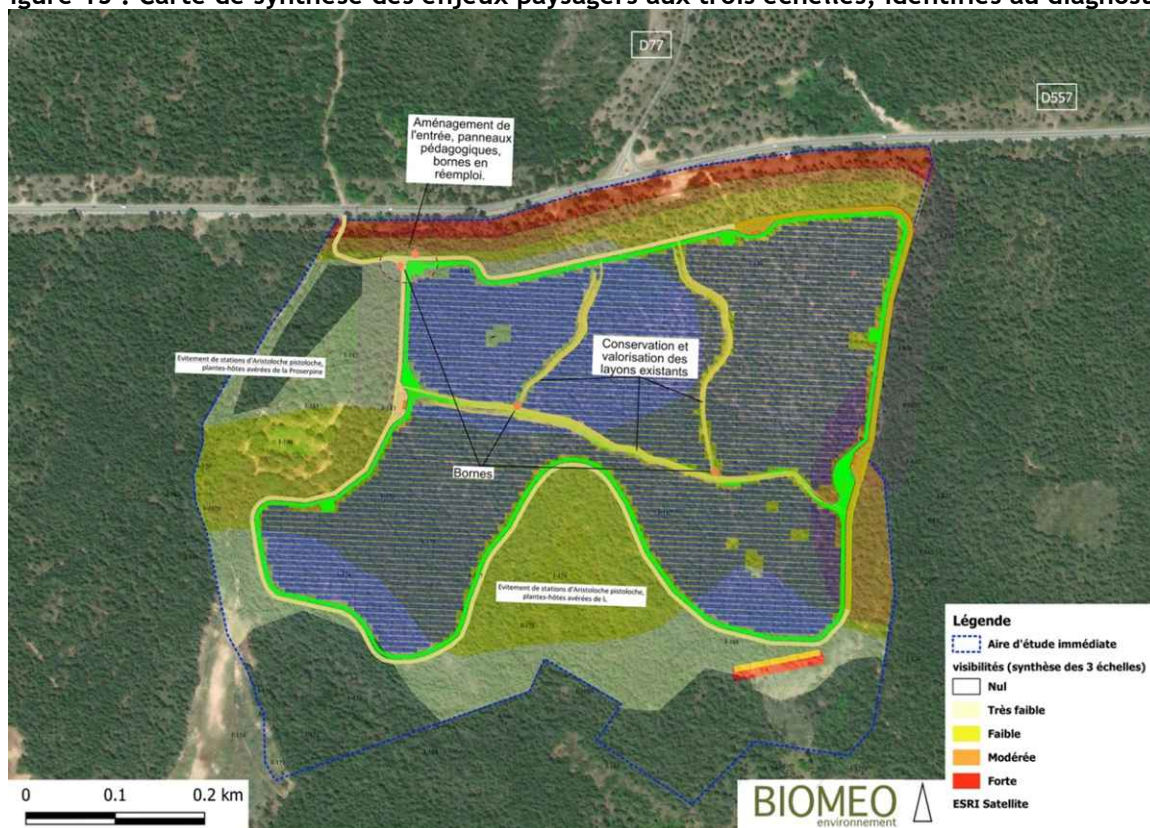 igure 15 : Carte de synthèse des enjeux paysagers aux trois échelles, identifiés au diagnost
D77
D557
Aménagement de
l'entrée, panneaux
pédagogiques,
bornes en
réemploi.
Evitement de stations d'Aristoloche pistoloche,
plantes-hôtes avérées de la Proserpine
Conservation et
valorisation des
layons existants
Bornes
Evitement de stations d'Aristoloche pistoloche,
plantes-hôtes avérées de L
Légende
Aire d'étude immédiate
visibilités (synthèse des 3 échelles)
Nul
Très faible
Faible
Modérée
Forte
ESRI Satellite
0 0.1 0.2 km
BIOMEO
environnement